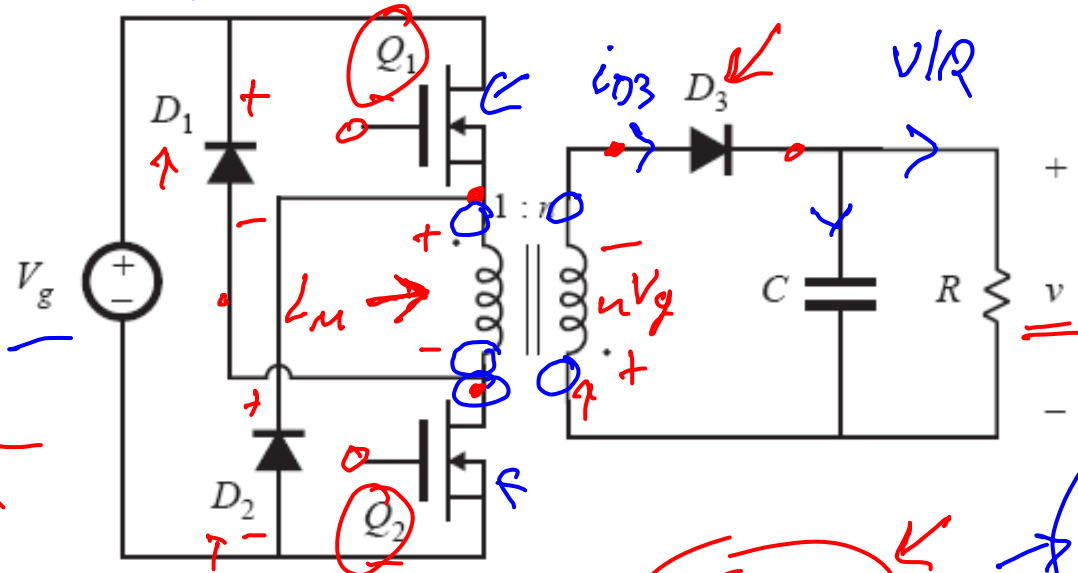 Q1
iD3
D3
V/R
D1
+
-
+
1 : n
+
-
Vg
+
-
LM
nVg
C
R
v
-
+
+
-
D2
-
Q2